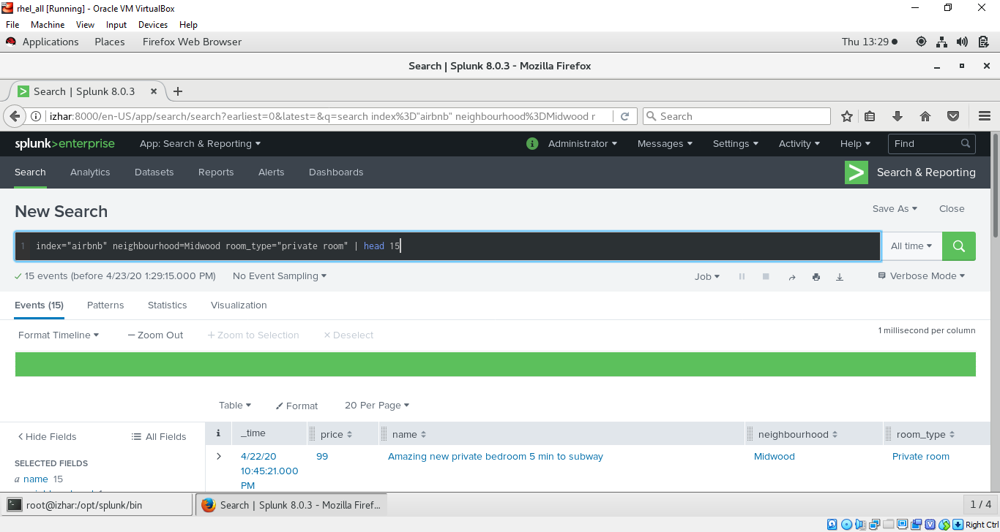 rhel_all [Running] - Oracle VM VirtualBox
File Machine View Input Devices Help
Applications Places Firefox Web Browser Thu 13:29
Search | Splunk 8.0.3 - Mozilla Firefox
Search | Splunk 8.0.3
izhar:8000/en-US/app/search/search?earliest=0&latest=&q=search index%3D"airbnb" neighbourhood%3DMidwood r Search
splunk>enterprise App: Search & Reporting Administrator Messages Settings Activity Help Find
Search Analytics Datasets Reports Alerts Dashboards Search & Reporting
New Search Save As Close
1 index="airbnb" neighbourhood=Midwood room_type="private room" | head 15 All time
15 events (before 4/23/20 1:29:15.000 PM) No Event Sampling Job Verbose Mode
Events (15) Patterns Statistics Visualization
Format Timeline — Zoom Out + Zoom to Selection × Deselect 1 millisecond per column
Table Format 20 Per Page
< Hide Fields All Fields i _time price name neighbourhood room_type
SELECTED FIELDS
> 4/22/20 99 Amazing new private bedroom 5 min to subway Midwood Private room
10:45:21.000
PM
a name 15
root@izhar:/opt/splunk/bin Search | Splunk 8.0.3 - Mozilla Firef... 1 / 4
Right Ctrl